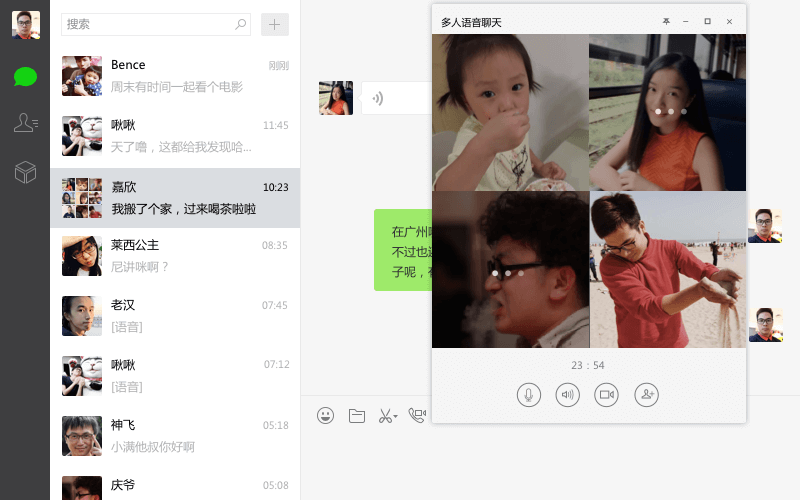 搜索
Bence
刚刚
周末有时间一起看个电影
啾啾
11:45
天了噜，这都给我发现哈...
嘉欣
10:23
我搬了个家，过来喝茶啦啦
莱西公主
08:35
尼讲咪啊？
老汉
07:45
[语音]
啾啾
07:12
[语音]
神飞
05:18
小满他叔你好啊
庆爷
05:08
在广州
不过也
子呢，
多人语音聊天
23 : 54